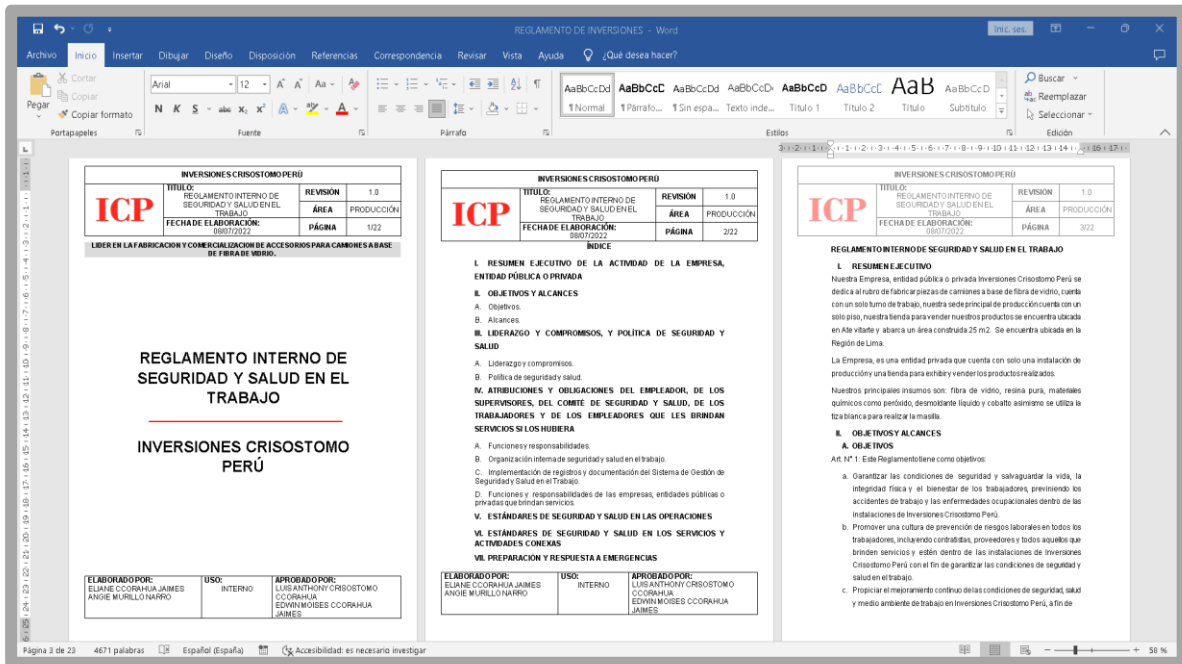 REGLAMENTO DE INVERSIONES - Word
Inic. ses.
Archivo Inicio Insertar Dibujar Diseño Disposición Referencias Correspondencia Revisar Vista Ayuda ¿Qué desea hacer?
Pegar
Cortar
Copiar
Copiar formato
Portapapeles
Arial 12
Fuente
Párrafo
AaBbCcDd AaBbCcC AaBbCcDd AaBbCcD AaBbCcD AaBbCcC AaB AaBbCcD
¶ Normal ¶ Párrafo... ¶ Sin espa... Texto inde... Título 1 Título 2 Título Subtítulo
Estilos
Buscar
Reemplazar
Seleccionar
Edición
INVERSIONES CRISOSTOMO PERÚ
ICP
TITULO:
REGLAMENTO INTERNO DE
SEGURIDAD Y SALUD EN EL
TRABAJO
FECHA DE ELABORACIÓN:
08/07/2022
REVISIÓN 1.0
ÁREA PRODUCCIÓN
PÁGINA 1/22
LIDER EN LA FABRICACION Y COMERCIALIZACION DE ACCESORIOS PARA CAMIONES A BASE
DE FIBRA DE VIDRIO.
REGLAMENTO INTERNO DE
SEGURIDAD Y SALUD EN EL
TRABAJO
INVERSIONES CRISOSTOMO
PERÚ
ELABORADO POR:
ELIANE CCORAHUA JAIMES
ANGIE MURILLO NARRO
USO:
INTERNO
APROBADO POR:
LUIS ANTHONY CRISOSTOMO
CCORAHUA
EDWIN MOISES CCORAHUA
JAIMES
INVERSIONES CRISOSTOMO PERÚ
ICP
TITULO:
REGLAMENTO INTERNO DE
SEGURIDAD Y SALUD EN EL
TRABAJO
FECHA DE ELABORACIÓN:
08/07/2022
REVISIÓN 1.0
ÁREA PRODUCCIÓN
PÁGINA 2/22
ÍNDICE
I. RESUMEN EJECUTIVO DE LA ACTIVIDAD DE LA EMPRESA,
ENTIDAD PÚBLICA O PRIVADA
II. OBJETIVOS Y ALCANCES
A. Objetivos.
B. Alcances.
III. LIDERAZGO Y COMPROMISOS, Y POLÍTICA DE SEGURIDAD Y
SALUD
A. Liderazgo y compromisos.
B. Política de seguridad y salud.
IV. ATRIBUCIONES Y OBLIGACIONES DEL EMPLEADOR, DE LOS
SUPERVISORES, DEL COMITÉ DE SEGURIDAD Y SALUD, DE LOS
TRABAJADORES Y DE LOS EMPLEADORES QUE LES BRINDAN
SERVICIOS SI LOS HUBIERA
A. Funciones y responsabilidades.
B. Organización interna de seguridad y salud en el trabajo.
C. Implementación de registros y documentación del Sistema de Gestión de
Seguridad y Salud en el Trabajo.
D. Funciones y responsabilidades de las empresas, entidades públicas o
privadas que brindan servicios.
V. ESTÁNDARES DE SEGURIDAD Y SALUD EN LAS OPERACIONES
VI. ESTÁNDARES DE SEGURIDAD Y SALUD EN LOS SERVICIOS Y
ACTIVIDADES CONEXAS
VII. PREPARACIÓN Y RESPUESTA A EMERGENCIAS
ELABORADO POR:
ELIANE CCORAHUA JAIMES
ANGIE MURILLO NARRO
USO:
INTERNO
APROBADO POR:
LUIS ANTHONY CRISOSTOMO
CCORAHUA
EDWIN MOISES CCORAHUA
JAIMES
INVERSIONES CRISOSTOMO PERÚ
ICP
TITULO:
REGLAMENTO INTERNO DE
SEGURIDAD Y SALUD EN EL
TRABAJO
FECHA DE ELABORACIÓN:
08/07/2022
REVISIÓN 1.0
ÁREA PRODUCCIÓN
PÁGINA 3/22
REGLAMENTO INTERNO DE SEGURIDAD Y SALUD EN EL TRABAJO
I. RESUMEN EJECUTIVO
Nuestra Empresa, entidad pública o privada Inversiones Crisostomo Perú se
dedica al rubro de fabricar piezas de camiones a base de fibra de vidrio, cuenta
con un solo turno de trabajo, nuestra sede principal de producción cuenta con un
solo piso, nuestra tienda para vender nuestros productos se encuentra ubicada
en Ate vitarte y abarca un área construida 25 m2. Se encuentra ubicada en la
Región de Lima.
La Empresa, es una entidad privada que cuenta con solo una instalación de
producción y una tienda para exhibir y vender los productos realizados.
Nuestros principales insumos son: fibra de vidrio, resina pura, materiales
químicos como peróxido, desmoldante líquido y cobalto asimismo se utiliza la
tiza blanca para realizar la masilla.
II. OBJETIVOS Y ALCANCES
A. OBJETIVOS
Art. N° 1: Este Reglamento tiene como objetivos:
a. Garantizar las condiciones de seguridad y salvaguardar la vida, la
integridad física y el bienestar de los trabajadores, previniendo los
accidentes de trabajo y las enfermedades ocupacionales dentro de las
instalaciones de Inversiones Crisostomo Perú.
b. Promover una cultura de prevención de riesgos laborales en todos los
trabajadores, incluyendo contratistas, proveedores y todos aquellos que
brinden servicios y estén dentro de las instalaciones de Inversiones
Crisostomo Perú con el fin de garantizar las condiciones de seguridad y
salud en el trabajo.
c. Propiciar el mejoramiento continuo de las condiciones de seguridad, salud
y medio ambiente de trabajo en Inversiones Crisostomo Perú, a fin de
Página 3 de 23 4671 palabras Español (España) Accesibilidad: es necesario investigar 58 %